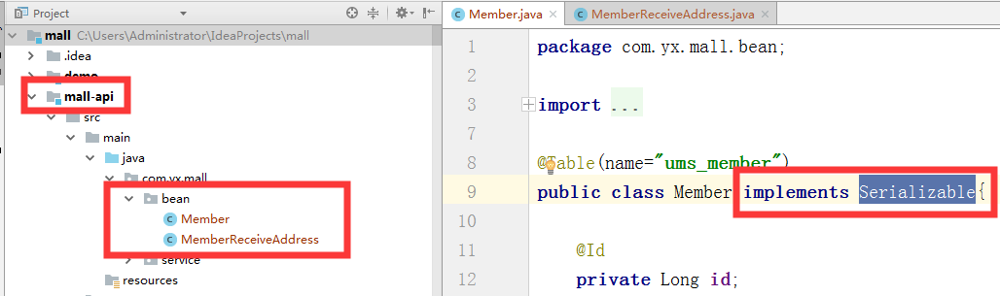 Project
mall C:\Users\Administrator\IdeaProjects\mall
.idea
demo
mall-api
src
main
java
com.yx.mall
bean
Member
MemberReceiveAddress
service
resources
Member.java
MemberReceiveAddress.java
1 package com.yx.mall.bean;
2
3 import ...
7
8 @Table(name="ums_member")
9 public class Member implements Serializable{
10
11 @Id
12 private Long id;